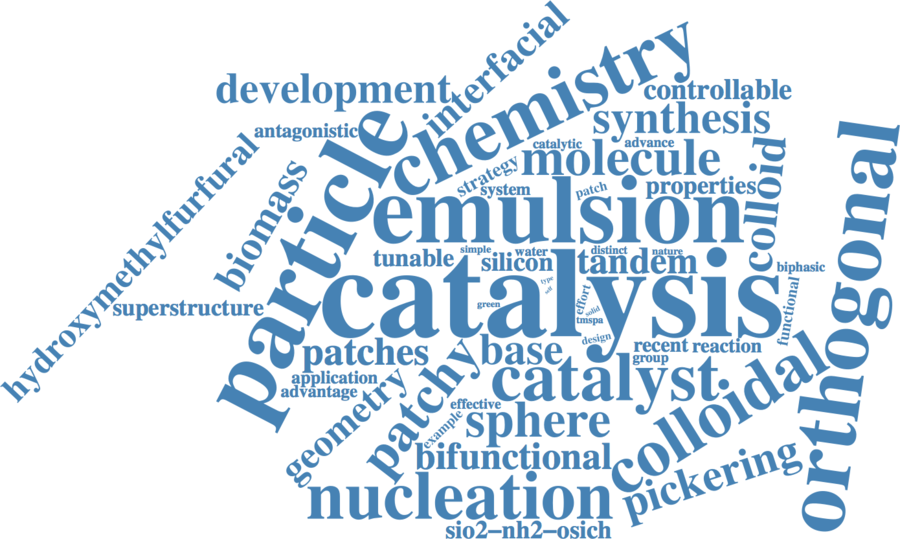 interfacial
chemistry
development
controllable
synthesis
antagonistic
hydroxymethylfurfural
biomass
particle
catalytic
advance
molecule
strategy
system
patch
properties
colloid
orthogonal
emulsion
tunable
simple
water
silicon
distinct
nature
tandem
biphasic
superstructure
catalysis
type
green
effort
solid
tmspa
design
functional
patches
base
recent
reaction
group
application
advantage
geometry
patchy
catalyst
colloidal
effective
example
sphere
bifunctional
pickering
nucleation
sio2−nh2−osich